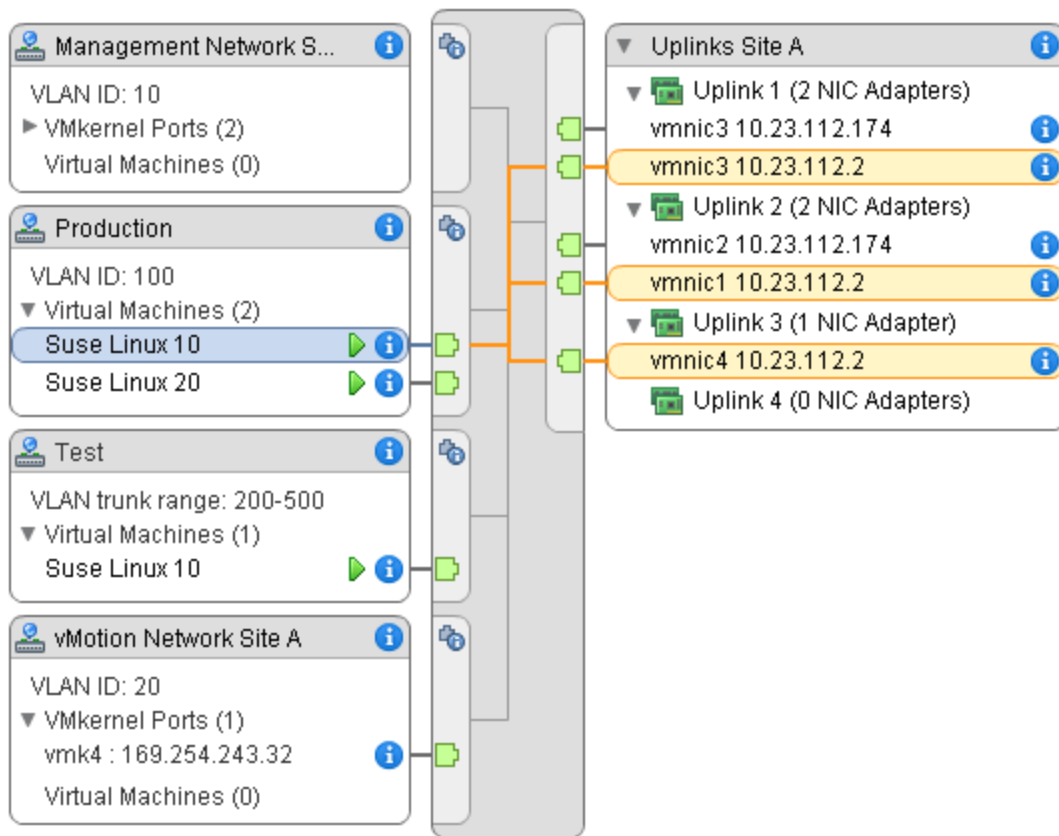 Management Network S...
VLAN ID: 10
VMkernel Ports (2)
Virtual Machines (0)
Production
VLAN ID: 100
Virtual Machines (2)
Suse Linux 10
Suse Linux 20
Test
VLAN trunk range: 200-500
Virtual Machines (1)
Suse Linux 10
vMotion Network Site A
VLAN ID: 20
VMkernel Ports (1)
vmk4 : 169.254.243.32
Virtual Machines (0)
Uplinks Site A
Uplink 1 (2 NIC Adapters)
vmnic3 10.23.112.174
vmnic3 10.23.112.2
Uplink 2 (2 NIC Adapters)
vmnic2 10.23.112.174
vmnic1 10.23.112.2
Uplink 3 (1 NIC Adapter)
vmnic4 10.23.112.2
Uplink 4 (0 NIC Adapters)